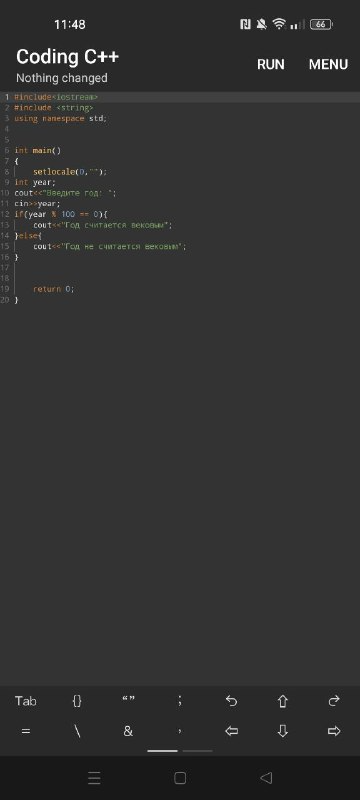 11:48
66
Coding C++
Nothing changed
RUN
MENU
1 #include<iostream>
2 #include <string>
3 using namespace std;
4
5
6 int main()
7 {
8 setlocale(0,"");
9 int year;
10 cout<<"Введите год: ";
11 cin>>year;
12 if(year % 100 == 0){
13 cout<<"Год считается вековым";
14 }else{
15 cout<<"Год не считается вековым";
16 }
17
18
19 return 0;
20 }
Tab {} “” ;
= \ & ,